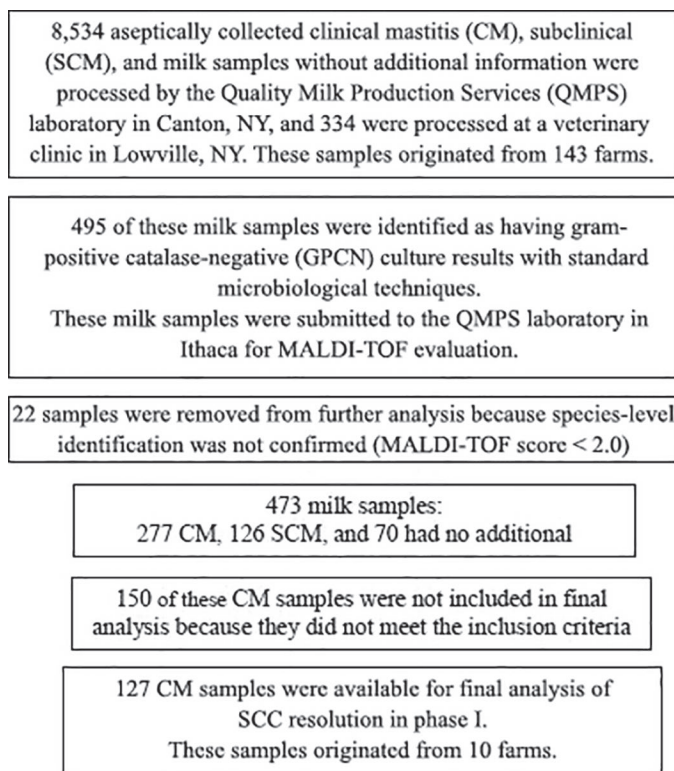 8,534 aseptically collected clinical mastitis (CM), subclinical
(SCM), and milk samples without additional information were
processed by the Quality Milk Production Services (QMPS)
laboratory in Canton, NY, and 334 were processed at a veterinary
clinic in Lowville, NY. These samples originated from 143 farms.
495 of these milk samples were identified as having gram-
positive catalase-negative (GPCN) culture results with standard
microbiological techniques.
These milk samples were submitted to the QMPS laboratory in
Ithaca for MALDI-TOF evaluation.
22 samples were removed from further analysis because species-level
identification was not confirmed (MALDI-TOF score < 2.0)
473 milk samples:
277 CM, 126 SCM, and 70 had no additional
150 of these CM samples were not included in final
analysis because they did not meet the inclusion criteria
127 CM samples were available for final analysis of
SCC resolution in phase I.
These samples originated from 10 farms.